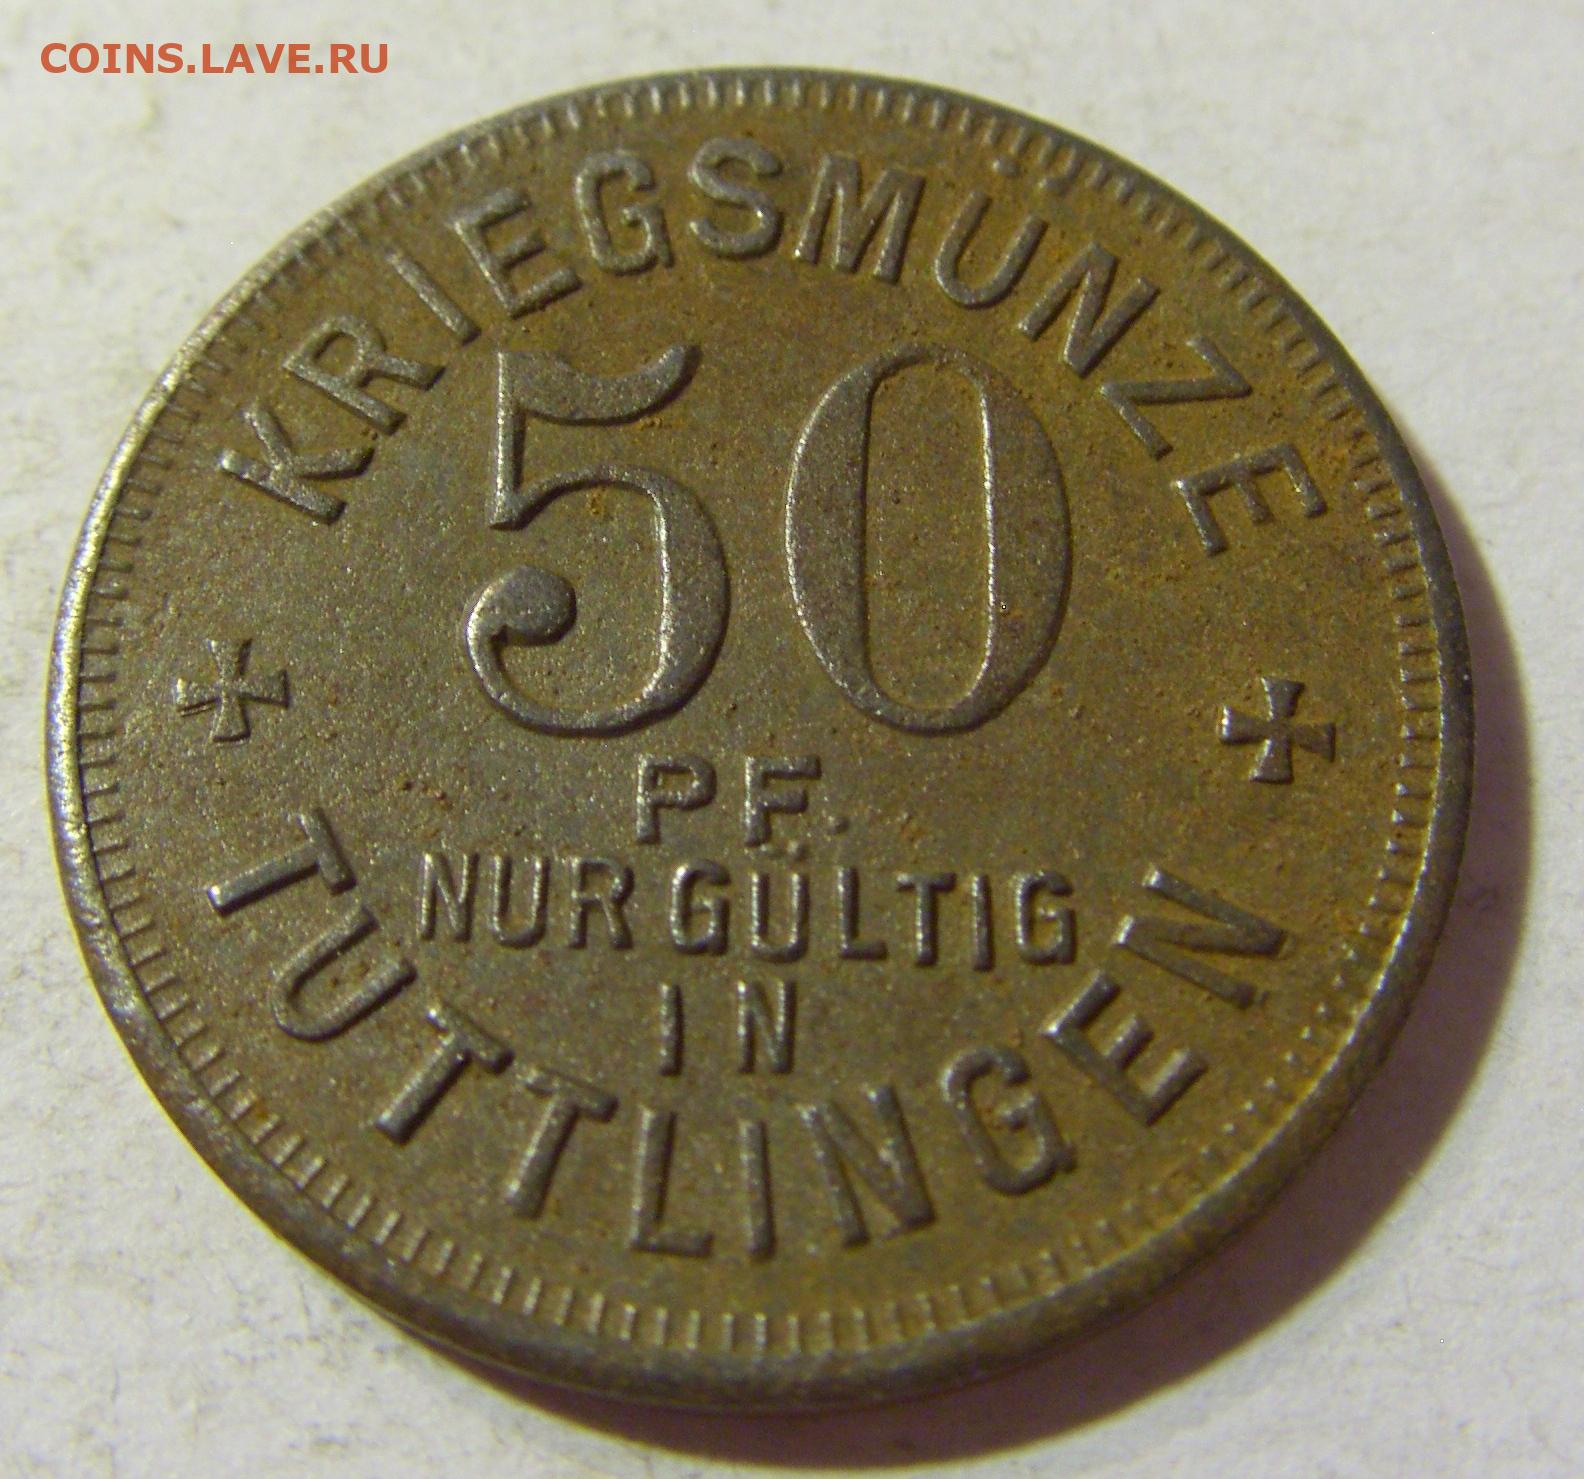 COINS.LAVE.RU
KRIEGSMÜNZE
50
PF.
NUR GÜLTIG
IN
TUTTLINGEN